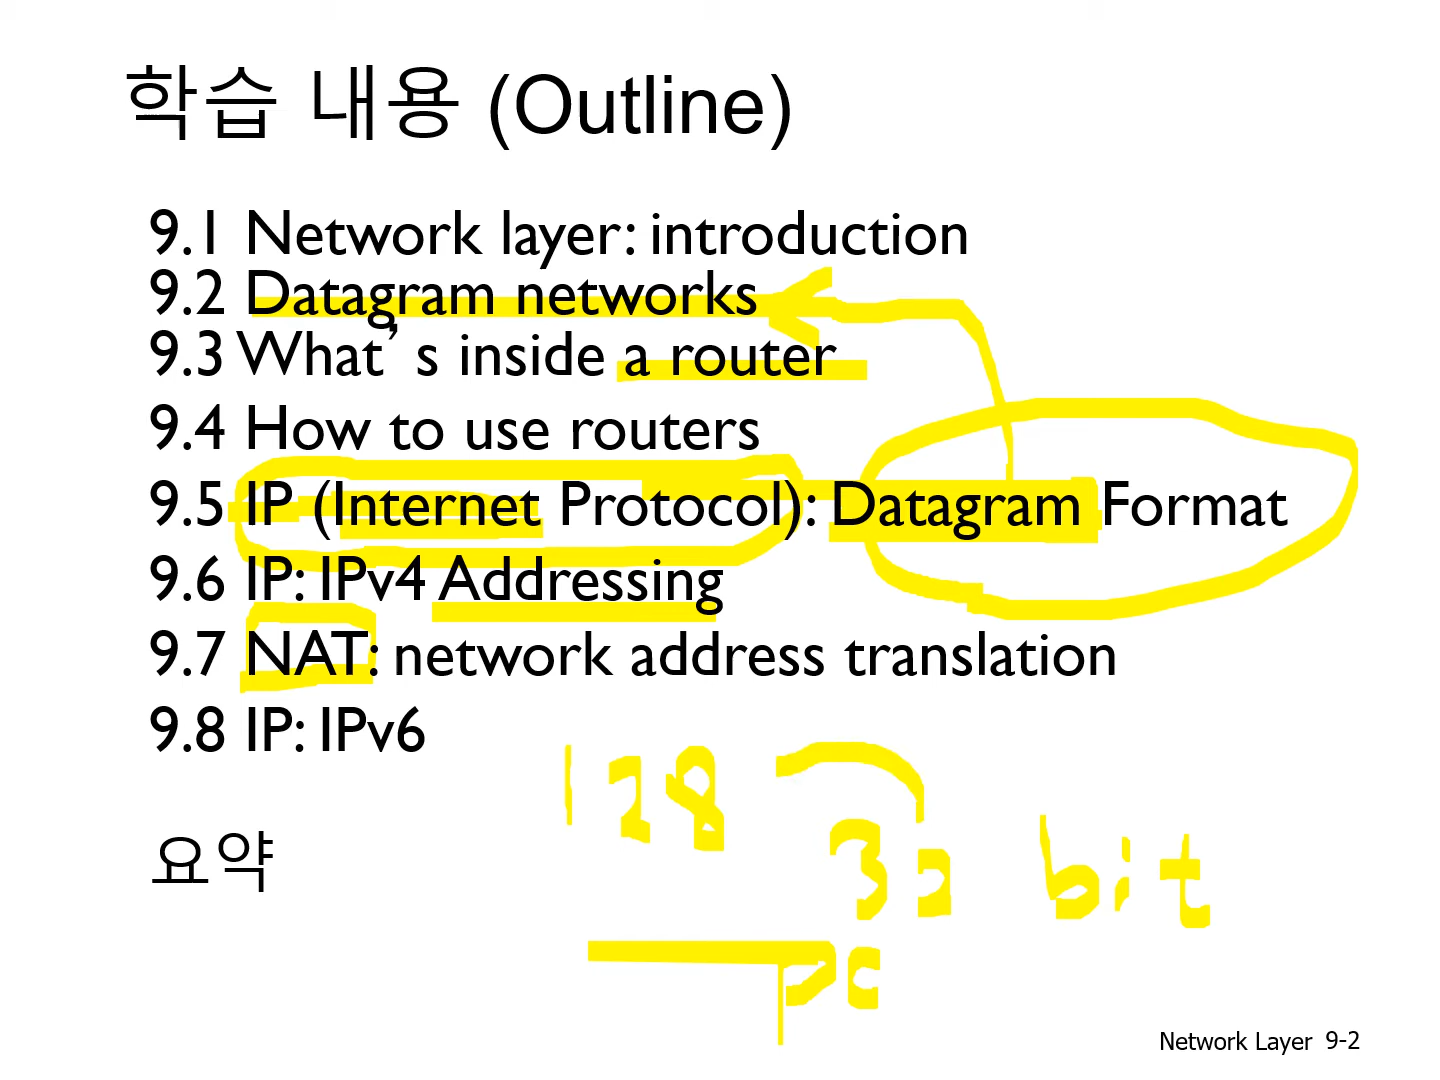 학습 내용 (Outline)
9.1 Network layer: introduction
9.2 Datagram networks
9.3 What’s inside a router
9.4 How to use routers
9.5 IP (Internet Protocol): Datagram Format
9.6 IP: IPv4 Addressing
9.7 NAT: network address translation
9.8 IP: IPv6
128
32 bit
요약
pc
Network Layer 9-2